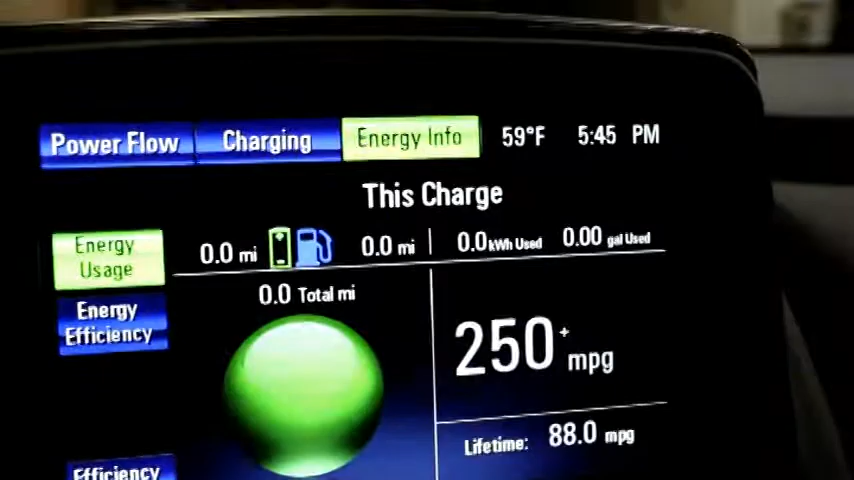 Power Flow Charging Energy Info 59°F 5:45 PM
This Charge
Energy Usage
0.0 mi 0.0 mi 0.0 kWh Used 0.00 gal Used
0.0 Total mi
Energy Efficiency
250+ mpg
Lifetime: 88.0 mpg
Efficiency